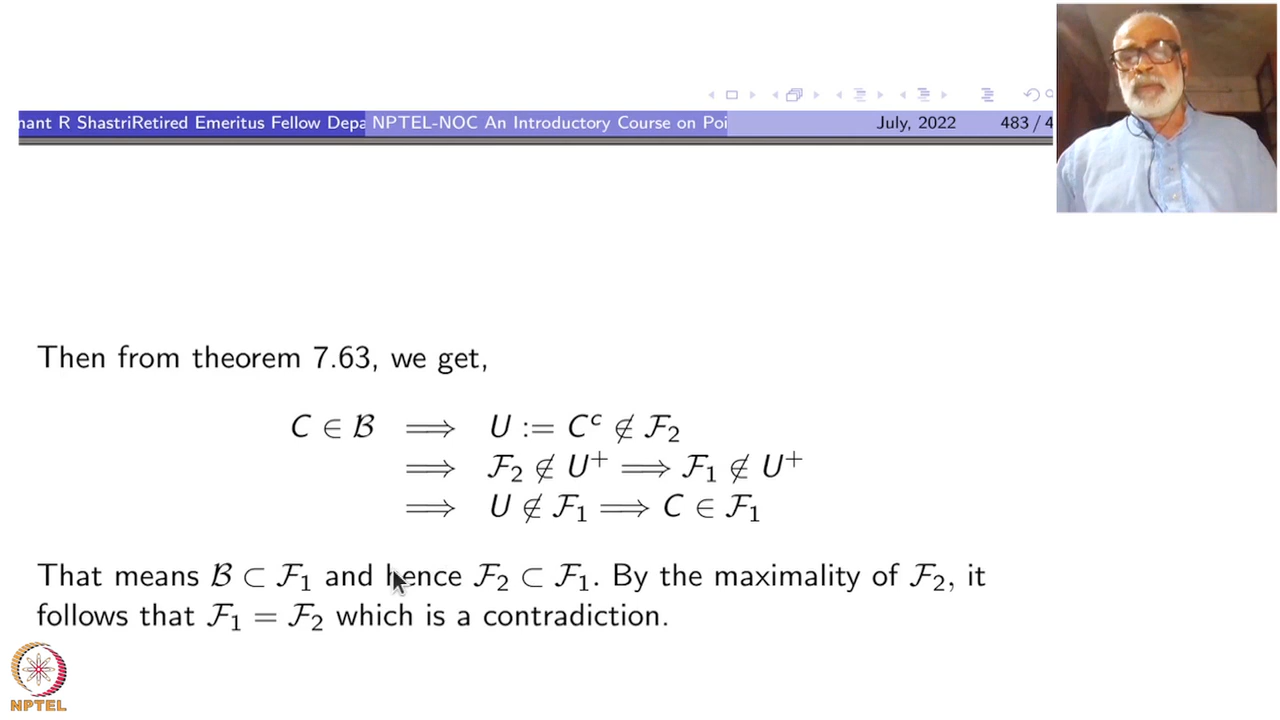 nant R ShastriRetired Emeritus Fellow Depa NPTEL-NOC An Introductory Course on Poi July, 2022 483 / 4
Then from theorem 7.63, we get,
C ∈ ℬ ⟹ U := Cᶜ ∉ ℱ₂
⟹ ℱ₂ ∉ U⁺ ⟹ ℱ₁ ∉ U⁺
⟹ U ∉ ℱ₁ ⟹ C ∈ ℱ₁
That means ℬ ⊂ ℱ₁ and hence ℱ₂ ⊂ ℱ₁. By the maximality of ℱ₂, it
follows that ℱ₁ = ℱ₂ which is a contradiction.
NPTEL